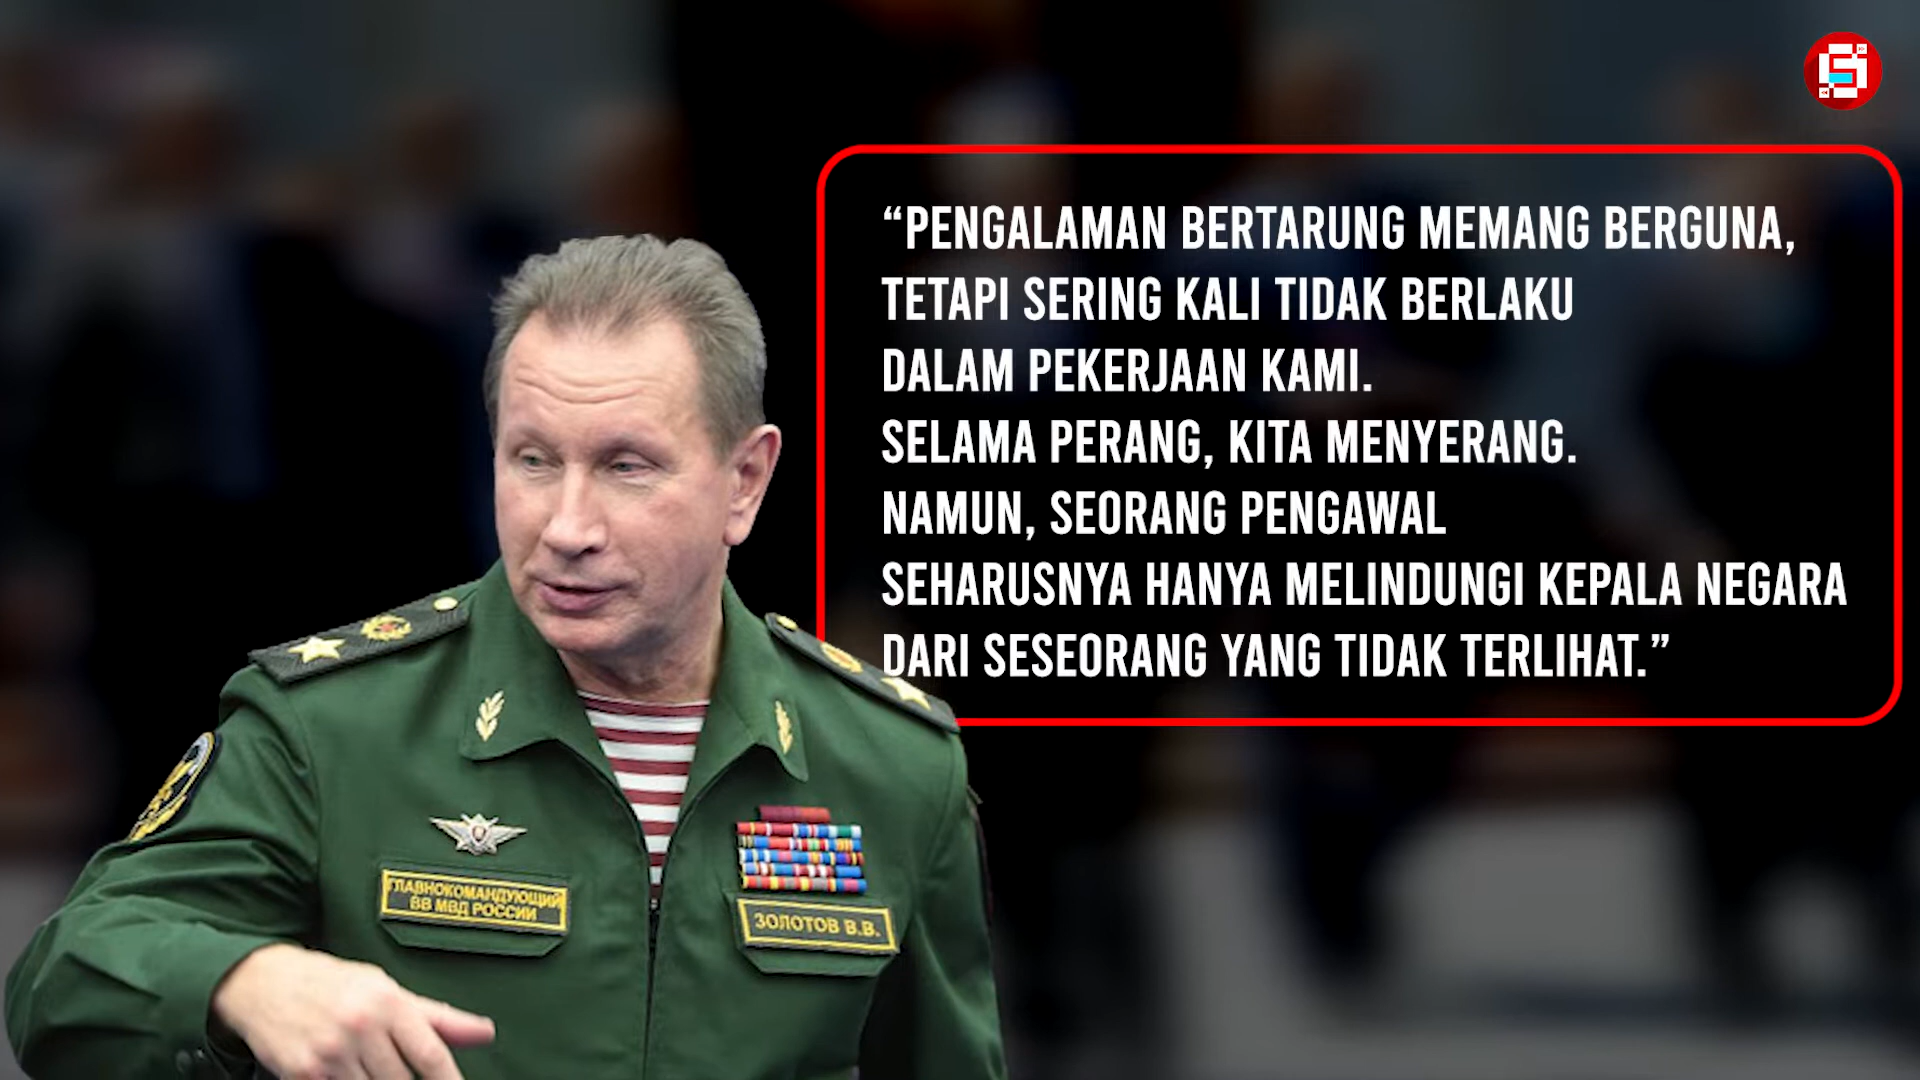 “PENGALAMAN BERTARUNG MEMANG BERGUNA,
TETAPI SERING KALI TIDAK BERLAKU
DALAM PEKERJAAN KAMI.
SELAMA PERANG, KITA MENYERANG.
NAMUN, SEORANG PENGAWAL
SEHARUSNYA HANYA MELINDUNGI KEPALA NEGARA
DARI SESEORANG YANG TIDAK TERLIHAT.”
ГЛАВНОКОМАНДУЮЩИЙ
ВВ МВД РОССИИ
ЗОЛОТОВ В.В.